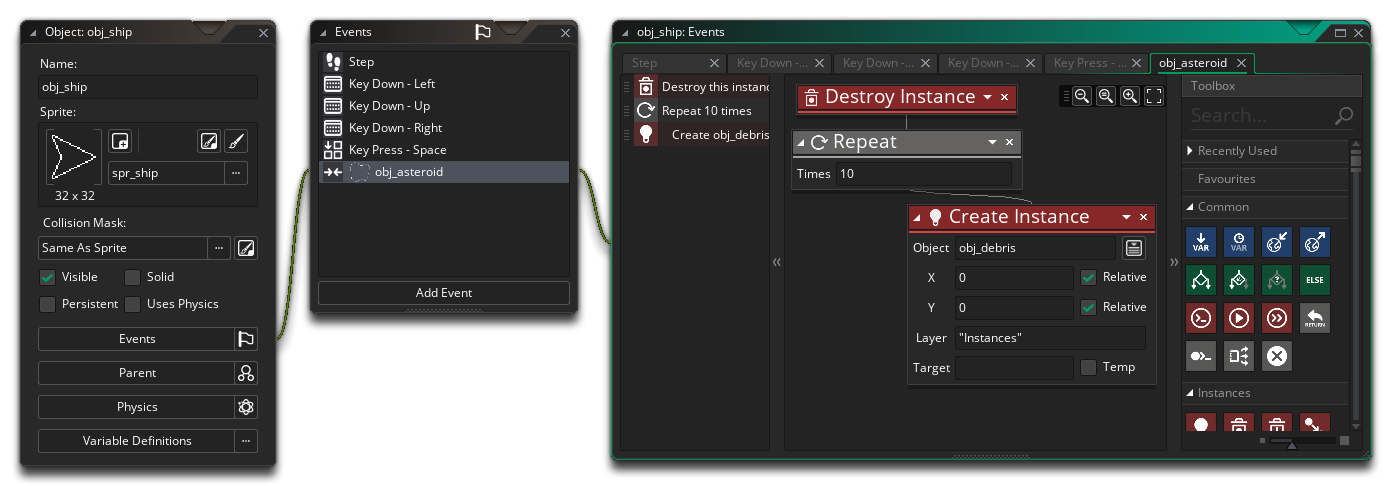 Object: obj_ship
Name:
obj_ship
Sprite:
spr_ship
...
32 x 32
Collision Mask:
Same As Sprite
...
Visible
Solid
Persistent
Uses Physics
Events
Parent
Physics
Variable Definitions
...
Events
Step
Key Down - Left
Key Down - Up
Key Down - Right
Key Press - Space
obj_asteroid
Add Event
obj_ship: Events
Step
Key Down -...
Key Down -...
Key Down -...
Key Press - ...
obj_asteroid
Destroy this instanc
Repeat 10 times
Create obj_debris
Destroy Instance
Repeat
Times 10
Create Instance
Object obj_debris
X 0 Relative
Y 0 Relative
Layer "Instances"
Target Temp
Toolbox
Search...
Recently Used
Favourites
Common
VAR
VAR
ELSE
RETURN
Instances